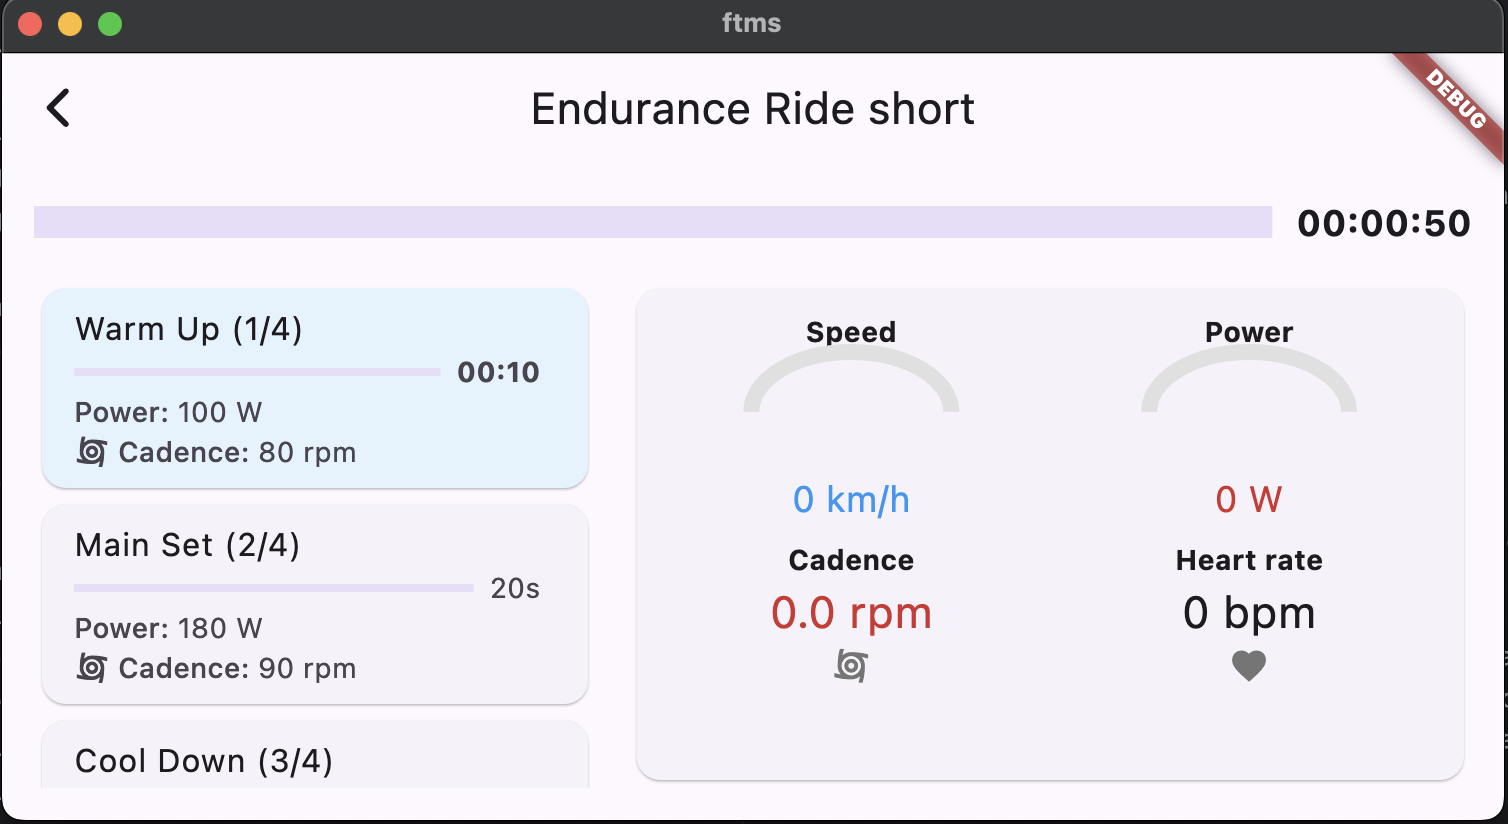 ftms
DEBUG
Endurance Ride short
00:00:50
Warm Up (1/4)
00:10
Power: 100 W
Cadence: 80 rpm
Main Set (2/4)
20s
Power: 180 W
Cadence: 90 rpm
Cool Down (3/4)
Speed
0 km/h
Power
0 W
Cadence
0.0 rpm
Heart rate
0 bpm